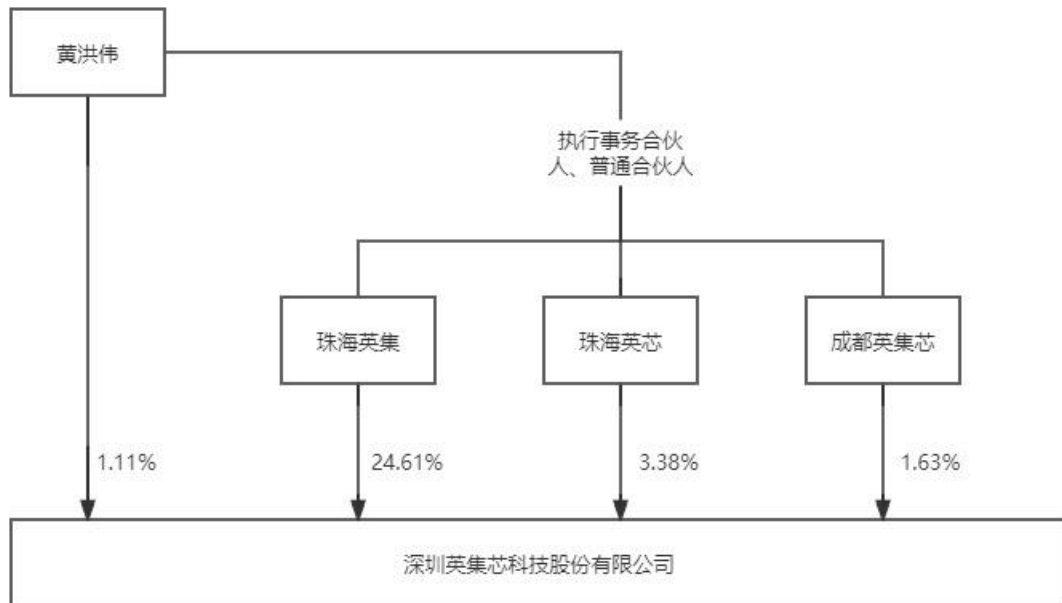 黄洪伟
执行事务合伙
人、普通合伙人
珠海英集
珠海英芯
成都英集芯
1.11%
24.61%
3.38%
1.63%
深圳英集芯科技股份有限公司